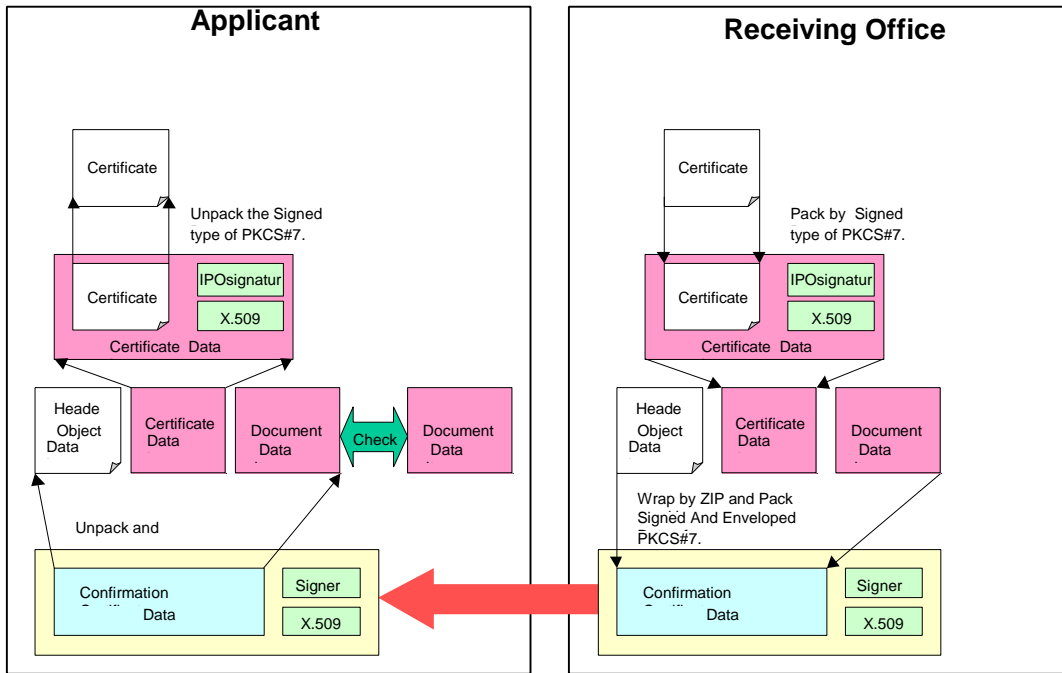 Applicant
Certificate
Unpack the Signed
type of PKCS#7.
Certificate
IPOsignatur
X.509
Certificate Data
Heade
Object
Data
Certificate
Data
Document
Data
Check
Document
Data
Unpack and
Confirmation
Data
Signer
X.509
Receiving Office
Certificate
Pack by Signed
type of PKCS#7.
Certificate
IPOsignatur
X.509
Certificate Data
Heade
Object
Data
Certificate
Data
Document
Data
Wrap by ZIP and Pack
Signed And Enveloped
PKCS#7.
Confirmation
Data
Signer
X.509